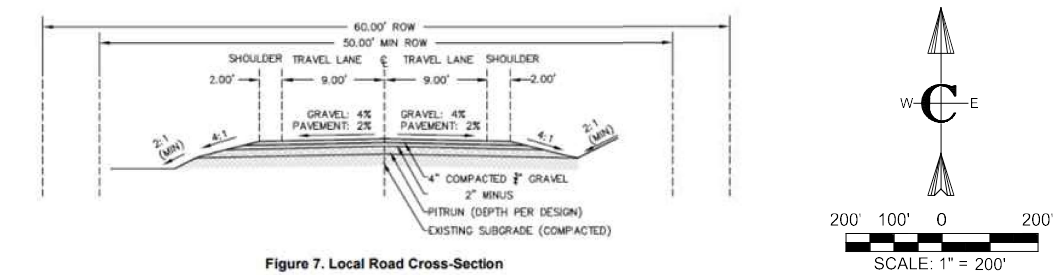 60.00' ROW
50.00' MIN ROW
SHOULDER TRAVEL LANE ℄ TRAVEL LANE SHOULDER
2.00' 9.00' 9.00' 2.00'
GRAVEL: 4% GRAVEL: 4%
PAVEMENT: 2% PAVEMENT: 2%
2:1
(MIN)
4:1
4:1
2:1
(MIN)
4" COMPACTED ¾" GRAVEL
2" MINUS
PITRUN (DEPTH PER DESIGN)
EXISTING SUBGRADE (COMPACTED)
Figure 7. Local Road Cross-Section
W C E
200' 100' 0 200'
SCALE: 1" = 200'